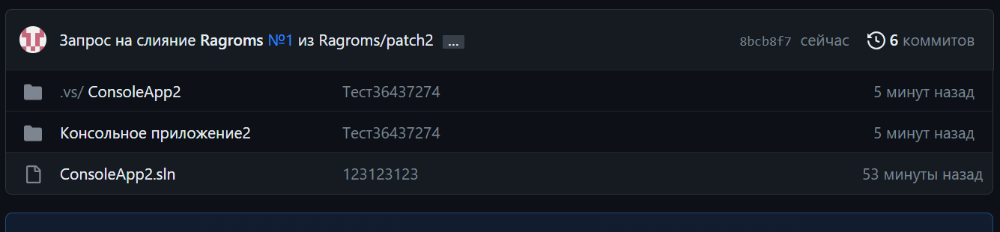 Запрос на слияние Ragroms №1 из Ragroms/patch2 ... 8bcb8f7 сейчас 6 коммитов
.vs/ ConsoleApp2 Тест36437274 5 минут назад
Консольное приложение2 Тест36437274 5 минут назад
ConsoleApp2.sln 123123123 53 минуты назад